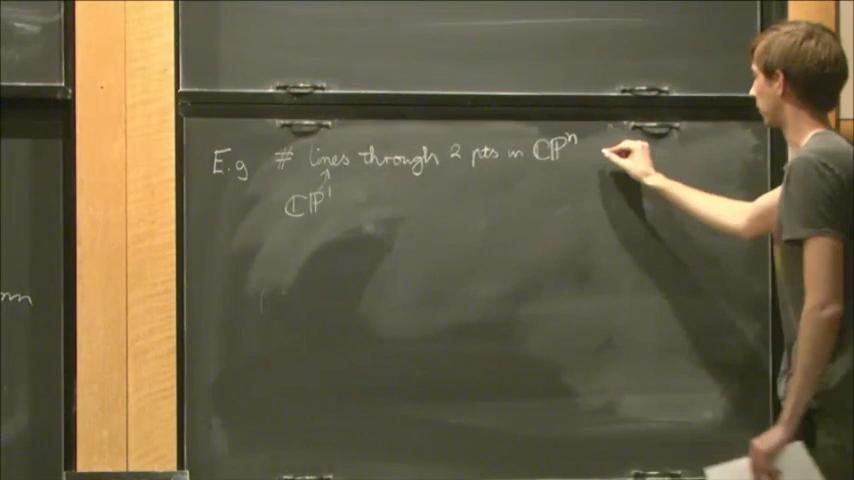 E.g # lines through 2 pts in ℂℙⁿ
ℂℙ¹